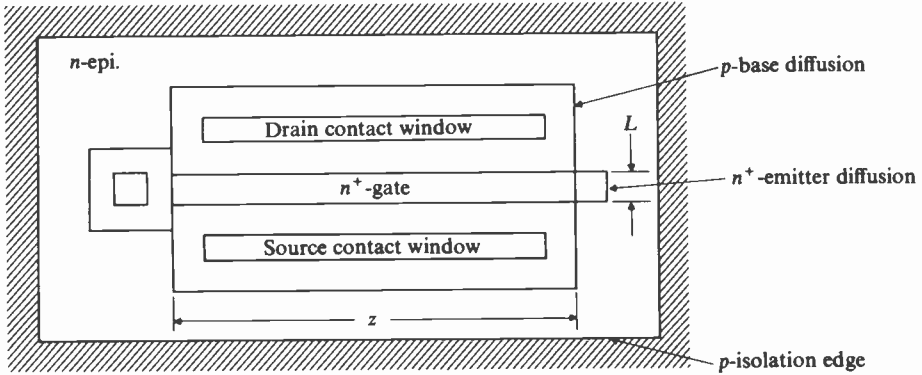 n-epi.
p-base diffusion
Drain contact window
L
n⁺-gate
n⁺-emitter diffusion
Source contact window
z
p-isolation edge